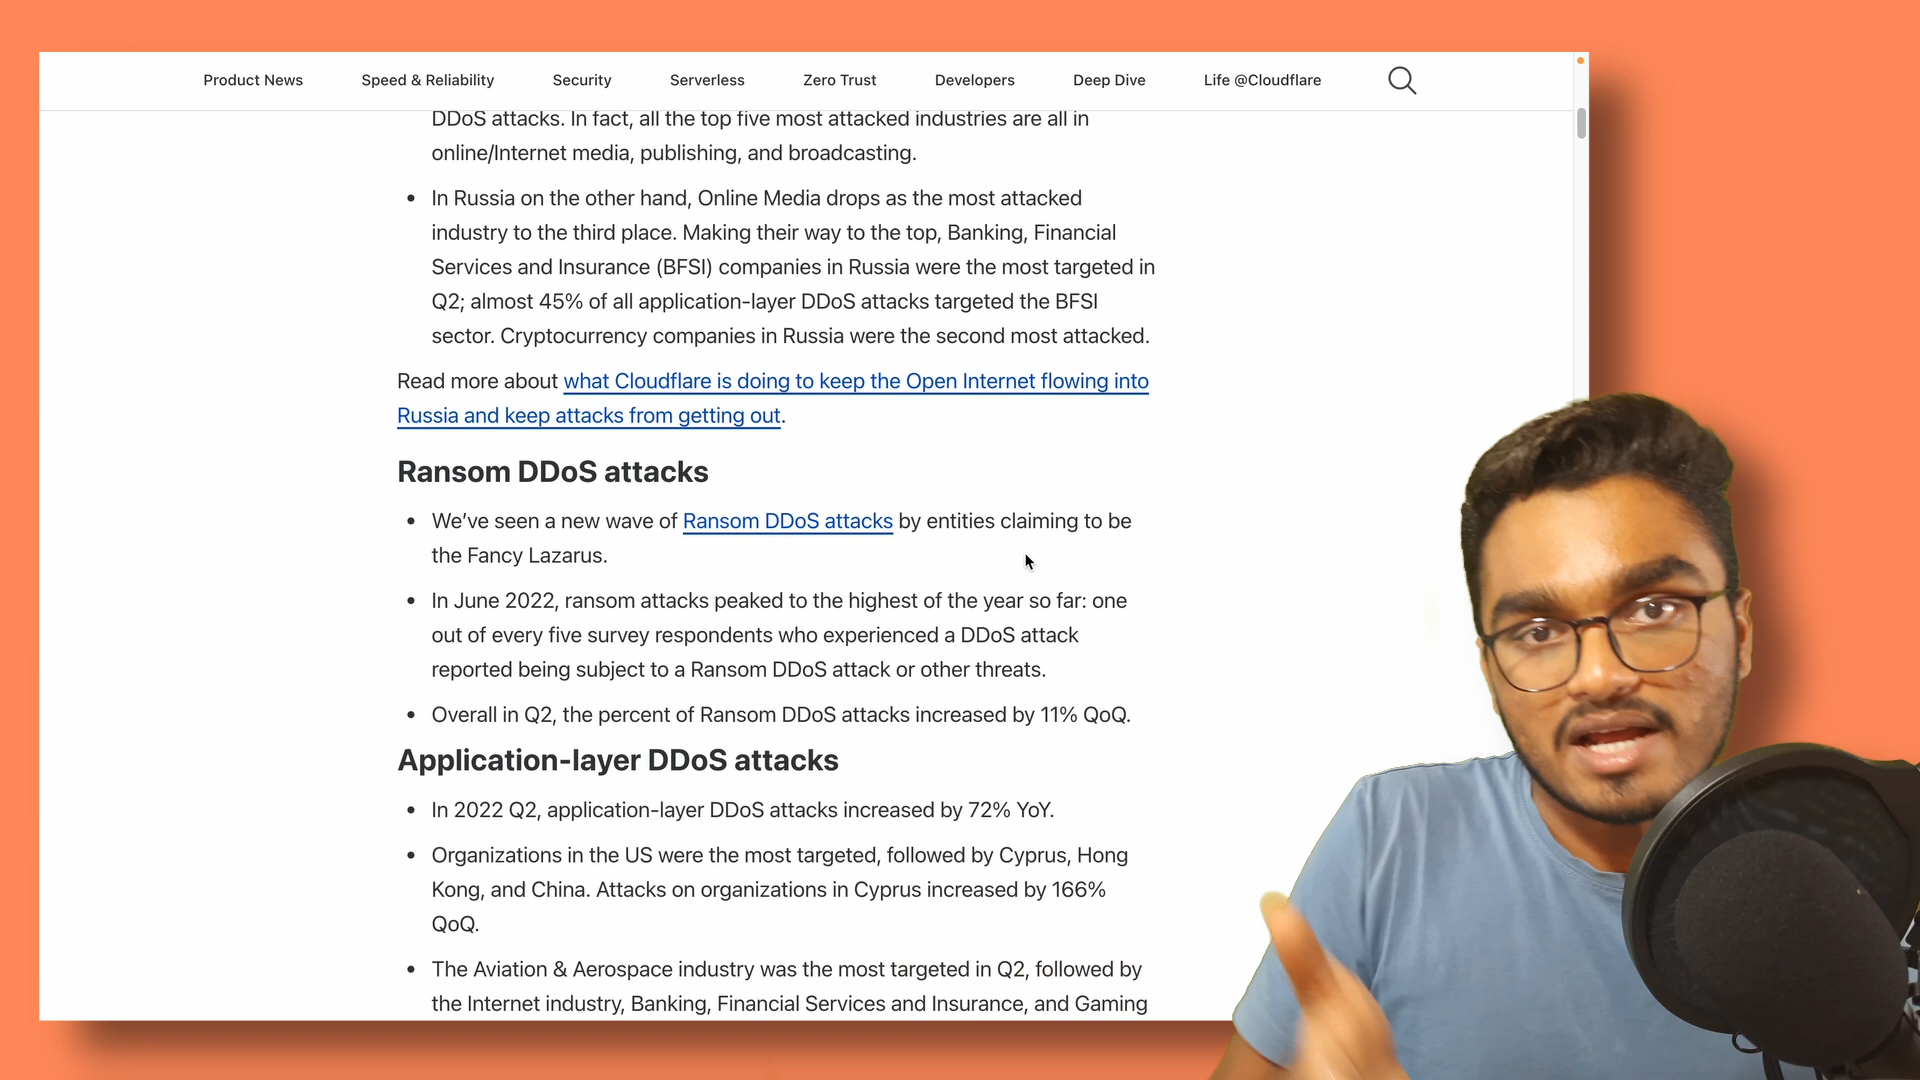 Product News Speed & Reliability Security Serverless Zero Trust Developers Deep Dive Life @Cloudflare
DDoS attacks. In fact, all the top five most attacked industries are all in
online/Internet media, publishing, and broadcasting.
• In Russia on the other hand, Online Media drops as the most attacked
industry to the third place. Making their way to the top, Banking, Financial
Services and Insurance (BFSI) companies in Russia were the most targeted in
Q2; almost 45% of all application-layer DDoS attacks targeted the BFSI
sector. Cryptocurrency companies in Russia were the second most attacked.
Read more about what Cloudflare is doing to keep the Open Internet flowing into
Russia and keep attacks from getting out.
Ransom DDoS attacks
• We’ve seen a new wave of Ransom DDoS attacks by entities claiming to be
the Fancy Lazarus.
• In June 2022, ransom attacks peaked to the highest of the year so far: one
out of every five survey respondents who experienced a DDoS attack
reported being subject to a Ransom DDoS attack or other threats.
• Overall in Q2, the percent of Ransom DDoS attacks increased by 11% QoQ.
Application-layer DDoS attacks
• In 2022 Q2, application-layer DDoS attacks increased by 72% YoY.
• Organizations in the US were the most targeted, followed by Cyprus, Hong
Kong, and China. Attacks on organizations in Cyprus increased by 166%
QoQ.
• The Aviation & Aerospace industry was the most targeted in Q2, followed by
the Internet industry, Banking, Financial Services and Insurance, and Gaming